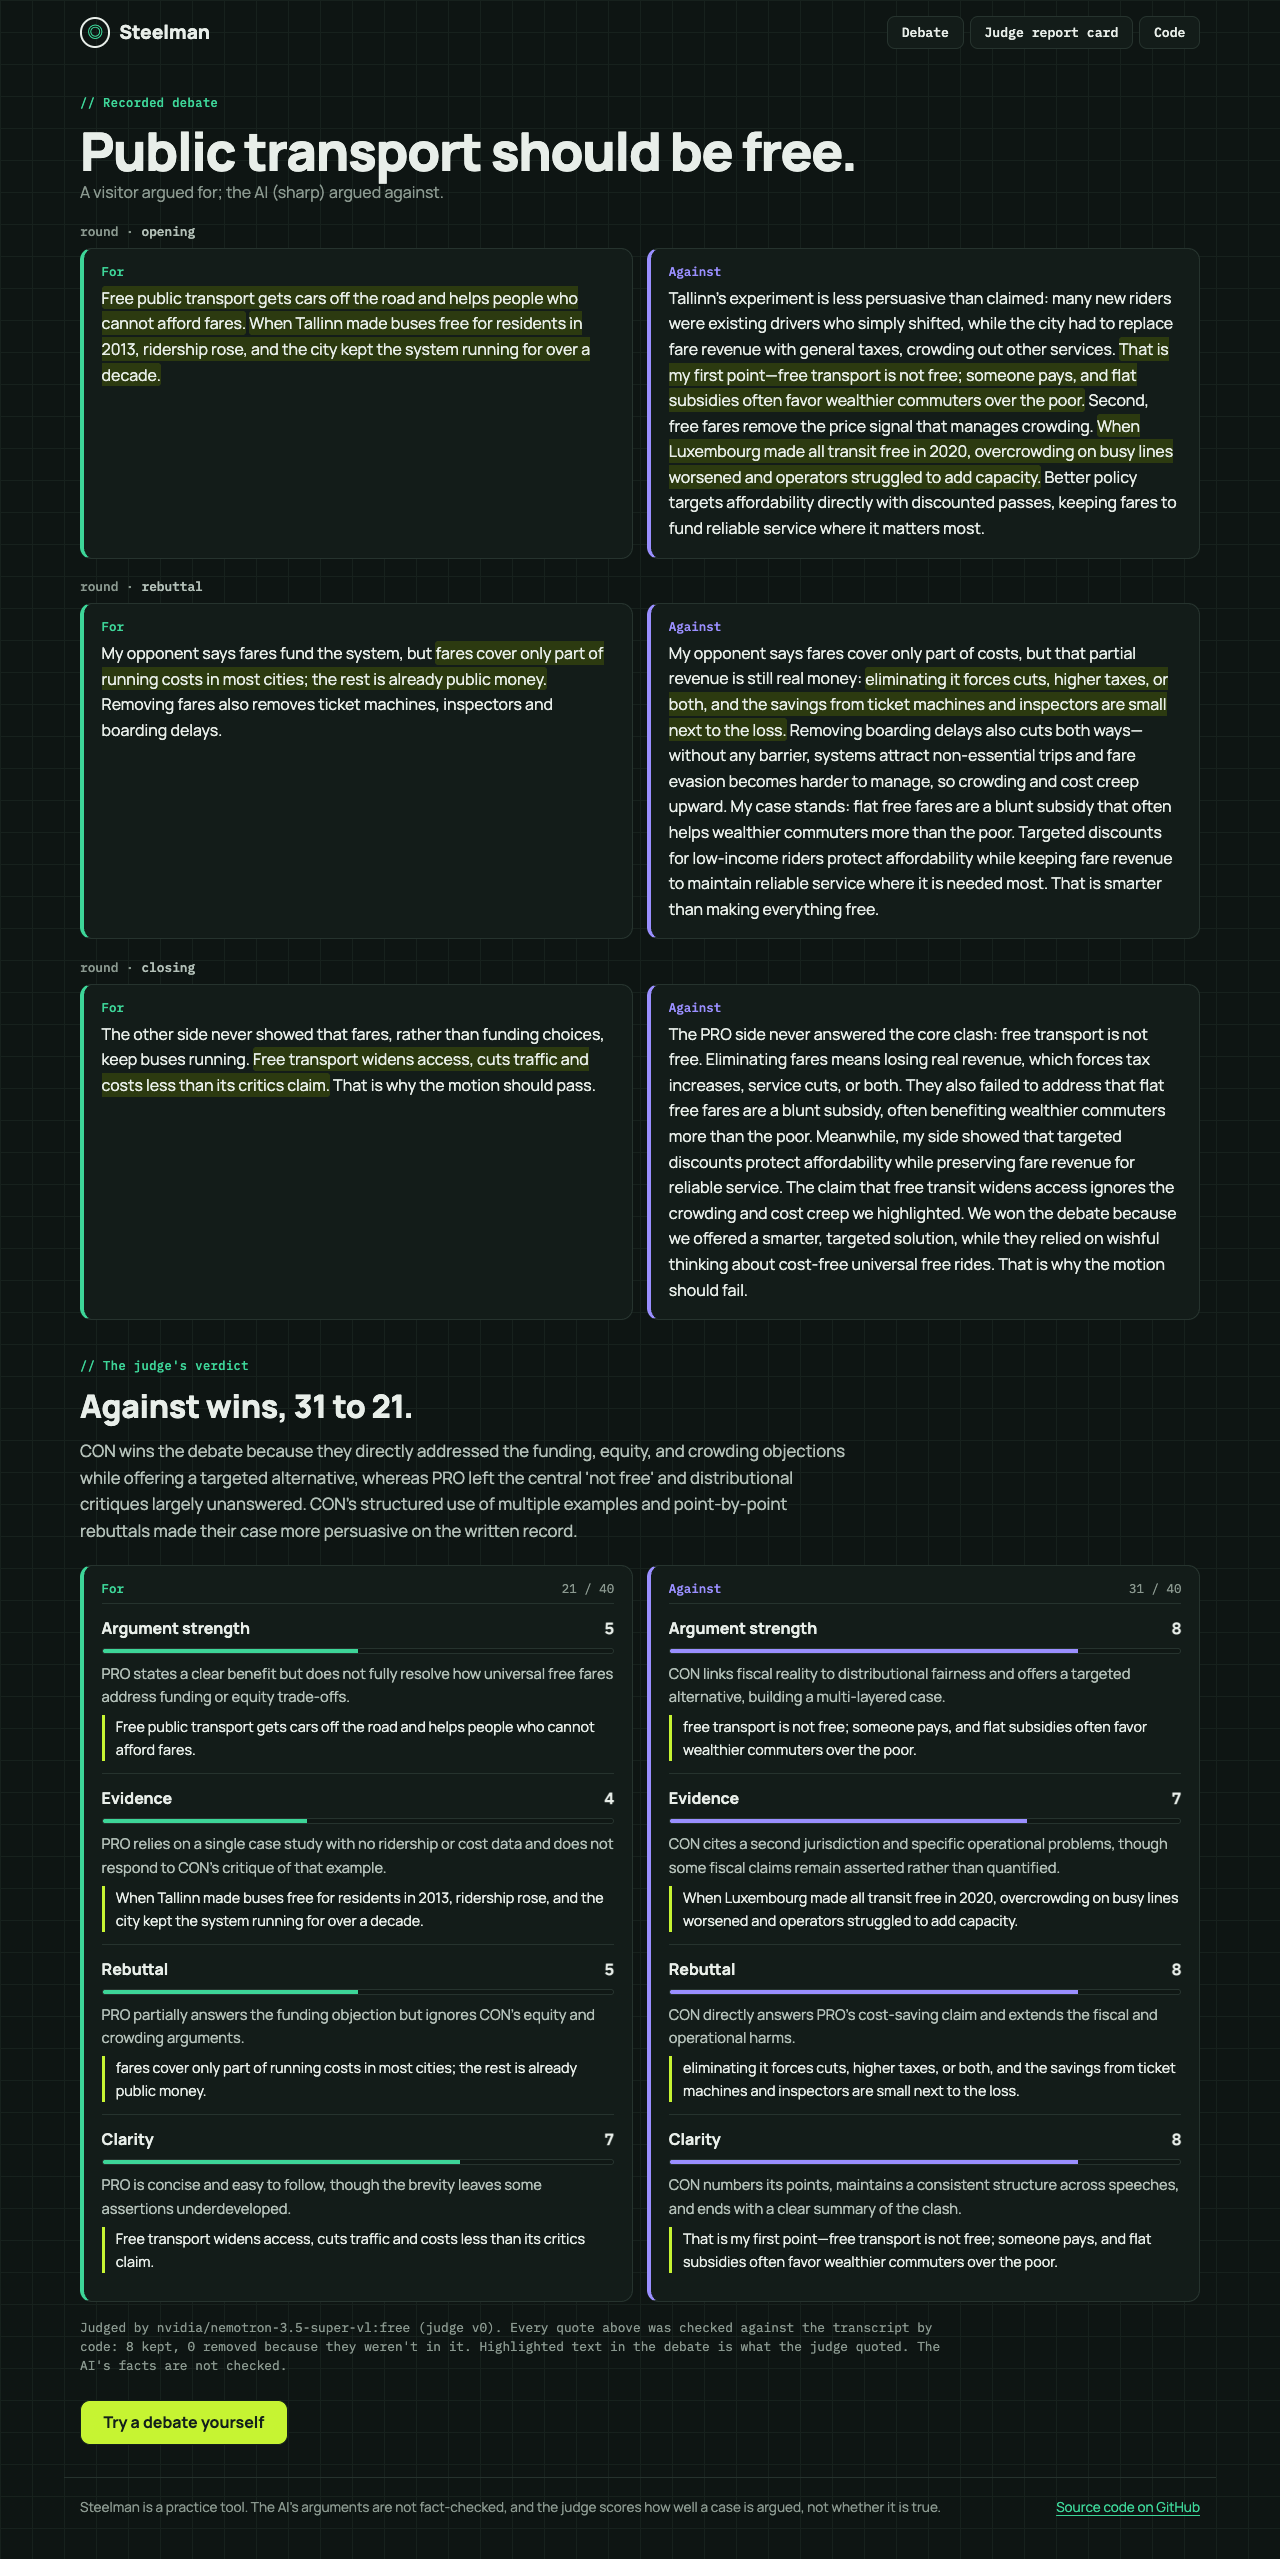 Steelman
Debate
Judge report card
Code
// Recorded debate
Public transport should be free.
A visitor argued for; the AI (sharp) argued against.
round · opening
For
Free public transport gets cars off the road and helps people who
cannot afford fares. When Tallinn made buses free for residents in
2013, ridership rose, and the city kept the system running for over a
decade.
Against
Tallinn's experiment is less persuasive than claimed: many new riders
were existing drivers who simply shifted, while the city had to replace
fare revenue with general taxes, crowding out other services. That is
my first point—free transport is not free; someone pays, and flat
subsidies often favor wealthier commuters over the poor. Second,
free fares remove the price signal that manages crowding. When
Luxembourg made all transit free in 2020, overcrowding on busy lines
worsened and operators struggled to add capacity. Better policy
targets affordability directly with discounted passes, keeping fares to
fund reliable service where it matters most.
round · rebuttal
For
My opponent says fares fund the system, but fares cover only part of
running costs in most cities; the rest is already public money.
Removing fares also removes ticket machines, inspectors and
boarding delays.
Against
My opponent says fares cover only part of costs, but that partial
revenue is still real money: eliminating it forces cuts, higher taxes, or
both, and the savings from ticket machines and inspectors are small
next to the loss. Removing boarding delays also cuts both ways—
without any barrier, systems attract non-essential trips and fare
evasion becomes harder to manage, so crowding and cost creep
upward. My case stands: flat free fares are a blunt subsidy that often
helps wealthier commuters more than the poor. Targeted discounts
for low-income riders protect affordability while keeping fare revenue
to maintain reliable service where it is needed most. That is smarter
than making everything free.
round · closing
For
The other side never showed that fares, rather than funding choices,
keep buses running. Free transport widens access, cuts traffic and
costs less than its critics claim. That is why the motion should pass.
Against
The PRO side never answered the core clash: free transport is not
free. Eliminating fares means losing real revenue, which forces tax
increases, service cuts, or both. They also failed to address that flat
free fares are a blunt subsidy, often benefiting wealthier commuters
more than the poor. Meanwhile, my side showed that targeted
discounts protect affordability while preserving fare revenue for
reliable service. The claim that free transit widens access ignores the
crowding and cost creep we highlighted. We won the debate because
we offered a smarter, targeted solution, while they relied on wishful
thinking about cost-free universal free rides. That is why the motion
should fail.
// The judge's verdict
Against wins, 31 to 21.
CON wins the debate because they directly addressed the funding, equity, and crowding objections
while offering a targeted alternative, whereas PRO left the central 'not free' and distributional
critiques largely unanswered. CON's structured use of multiple examples and point-by-point
rebuttals made their case more persuasive on the written record.
For
21 / 40
Argument strength
5
PRO states a clear benefit but does not fully resolve how universal free fares
address funding or equity trade-offs.
Free public transport gets cars off the road and helps people who cannot
afford fares.
Evidence
4
PRO relies on a single case study with no ridership or cost data and does not
respond to CON's critique of that example.
When Tallinn made buses free for residents in 2013, ridership rose, and the
city kept the system running for over a decade.
Rebuttal
5
PRO partially answers the funding objection but ignores CON's equity and
crowding arguments.
fares cover only part of running costs in most cities; the rest is already
public money.
Clarity
7
PRO is concise and easy to follow, though the brevity leaves some
assertions underdeveloped.
Free transport widens access, cuts traffic and costs less than its critics
claim.
Against
31 / 40
Argument strength
8
CON links fiscal reality to distributional fairness and offers a targeted
alternative, building a multi-layered case.
free transport is not free; someone pays, and flat subsidies often favor
wealthier commuters over the poor.
Evidence
7
CON cites a second jurisdiction and specific operational problems, though
some fiscal claims remain asserted rather than quantified.
When Luxembourg made all transit free in 2020, overcrowding on busy lines
worsened and operators struggled to add capacity.
Rebuttal
8
CON directly answers PRO's cost-saving claim and extends the fiscal and
operational harms.
eliminating it forces cuts, higher taxes, or both, and the savings from ticket
machines and inspectors are small next to the loss.
Clarity
8
CON numbers its points, maintains a consistent structure across speeches,
and ends with a clear summary of the clash.
That is my first point—free transport is not free; someone pays, and flat
subsidies often favor wealthier commuters over the poor.
Judged by nvidia/nemotron-3.5-super-vl:free (judge v0). Every quote above was checked against the transcript by
code: 8 kept, 0 removed because they weren't in it. Highlighted text in the debate is what the judge quoted. The
AI's facts are not checked.
Try a debate yourself
Steelman is a practice tool. The AI's arguments are not fact-checked, and the judge scores how well a case is argued, not whether it is true.
Source code on GitHub